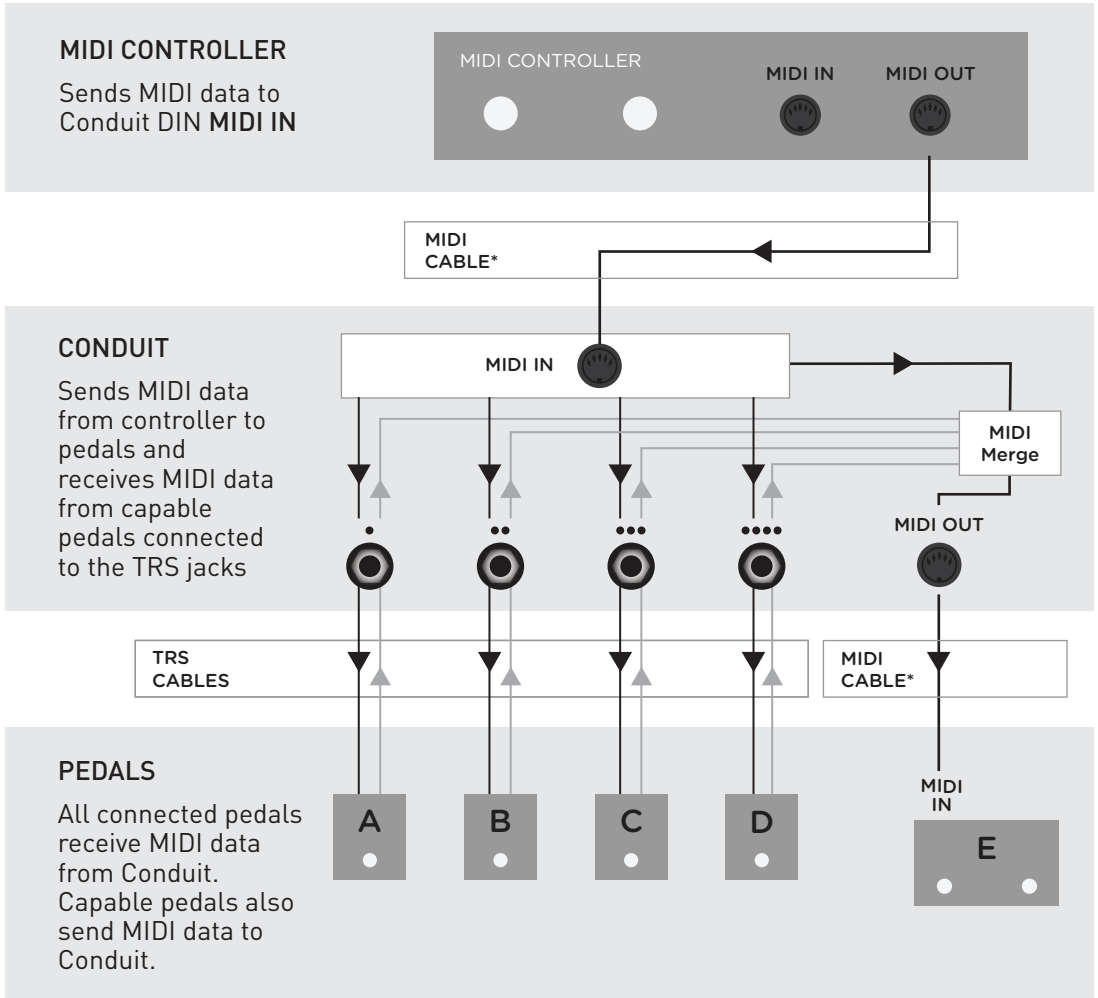 MIDI CONTROLLER
Sends MIDI data to
Conduit DIN MIDI IN
MIDI CONTROLLER
MIDI IN
MIDI OUT
MIDI
CABLE*
CONDUIT
Sends MIDI data
from controller to
pedals and
receives MIDI data
from capable
pedals connected
to the TRS jacks
MIDI IN
MIDI
Merge
MIDI OUT
TRS
CABLES
MIDI
CABLE*
PEDALS
All connected pedals
receive MIDI data
from Conduit.
Capable pedals also
send MIDI data to
Conduit.
A
B
C
D
MIDI
IN
E